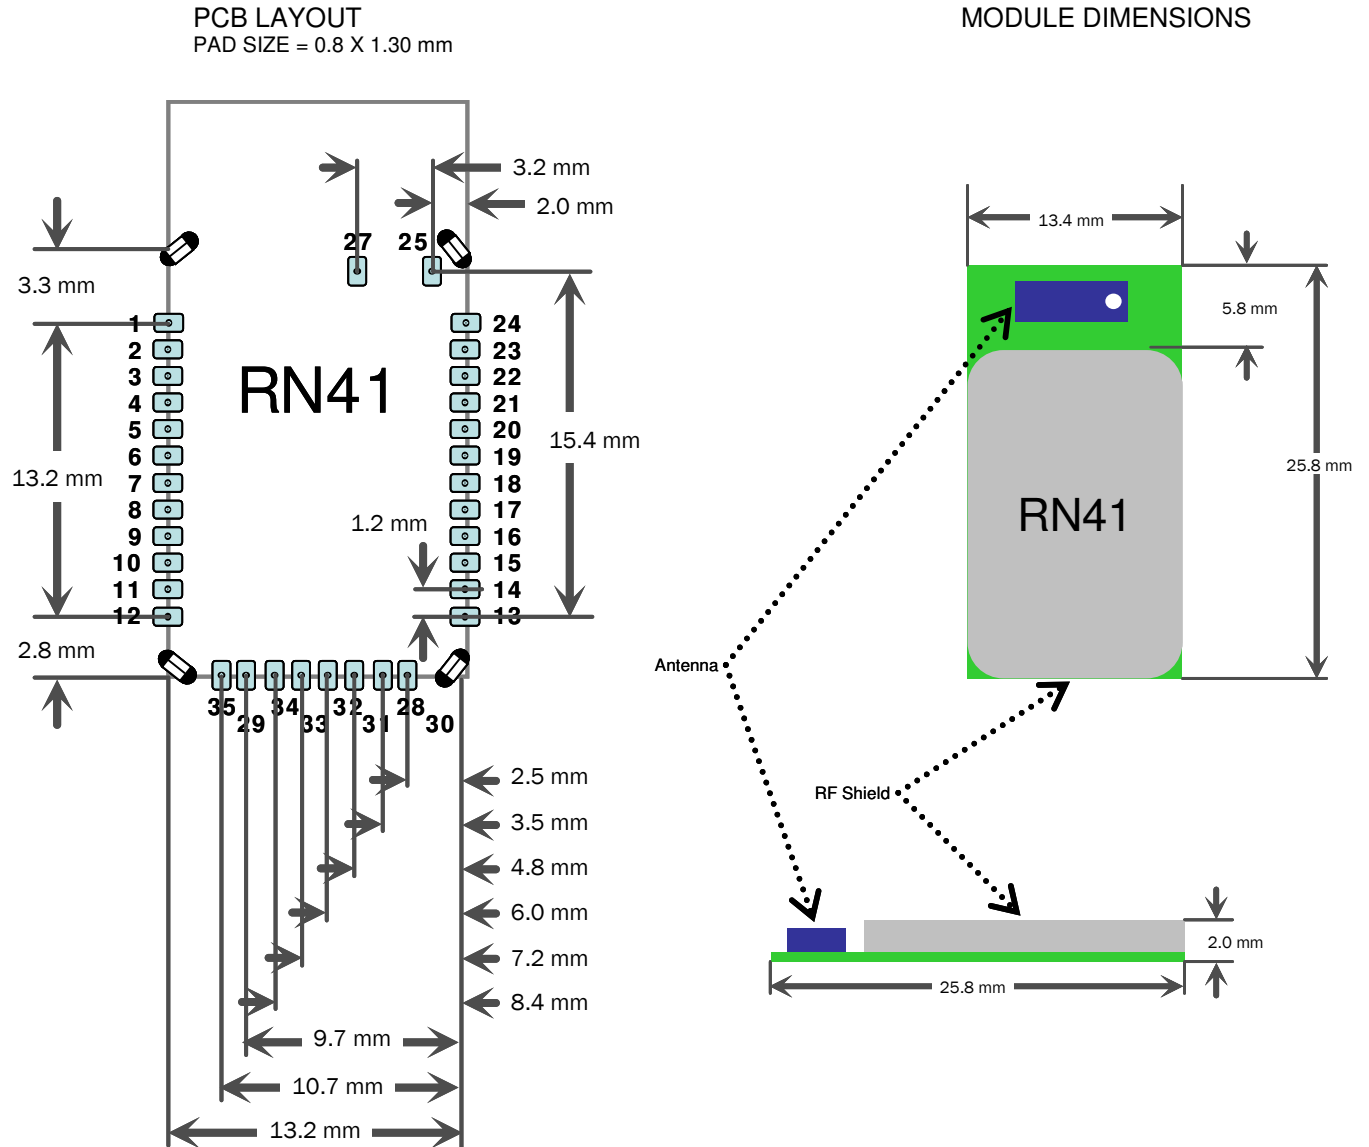 PCB LAYOUT
PAD SIZE = 0.8 X 1.30 mm
MODULE DIMENSIONS
3.2 mm
2.0 mm
27
25
3.3 mm
1
2
3
4
5
6
7
8
9
10
11
12
24
23
22
21
20
19
18
17
16
15
14
13
RN41
13.2 mm
15.4 mm
1.2 mm
2.8 mm
35
29
34
33
32
31
28
30
2.5 mm
3.5 mm
4.8 mm
6.0 mm
7.2 mm
8.4 mm
9.7 mm
10.7 mm
13.2 mm
13.4 mm
5.8 mm
25.8 mm
RN41
Antenna
RF Shield
2.0 mm
25.8 mm